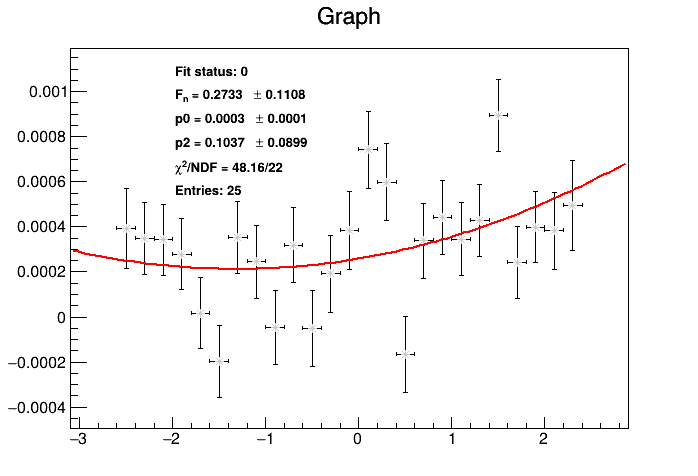 Graph
Fit status: 0
Fn = 0.2733 ± 0.1108
p0 = 0.0003 ± 0.0001
p2 = 0.1037 ± 0.0899
χ²/NDF = 48.16/22
Entries: 25
0.001
0.0008
0.0006
0.0004
0.0002
0
−0.0002
−0.0004
−3 −2 −1 0 1 2